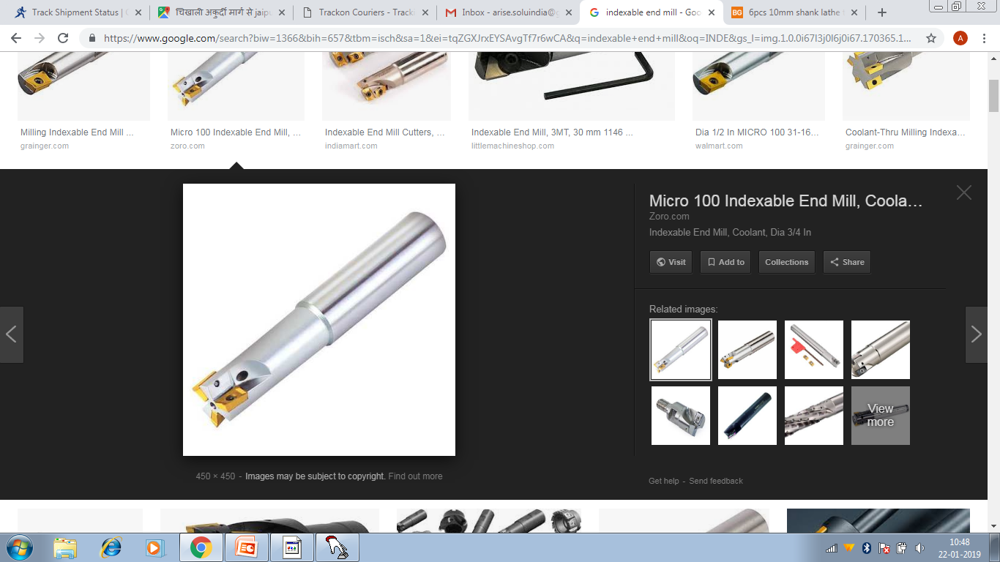 Track Shipment Status | 
चिखाली अकुर्दी मार्ग से jaip
Trackon Couriers - Tracki
Inbox - arise.soluindia@g
indexable end mill - Goo
BG
6pcs 10mm shank lathe t
https://www.google.com/search?biw=1366&bih=657&tbm=isch&sa=1&ei=tqZGXJrxEYSAvgTf7r6wCA&q=indexable+end+mill&oq=INDE&gs_l=img.1.0.0i67l3j0l6j0i67.170365.1...
A
Milling Indexable End Mill ...
grainger.com
Micro 100 Indexable End Mill, ...
zoro.com
Indexable End Mill Cutters, ...
indiamart.com
Indexable End Mill, 3MT, 30 mm 1146 ...
littlemachineshop.com
Dia 1/2 In MICRO 100 31-16...
walmart.com
Coolant-Thru Milling Indexa...
grainger.com
Micro 100 Indexable End Mill, Coola...
Zoro.com
Indexable End Mill, Coolant, Dia 3/4 In
Visit
Add to
Collections
Share
Related images:
View
more
450 × 450 - Images may be subject to copyright. Find out more
Get help - Send feedback
10:48
22-01-2019